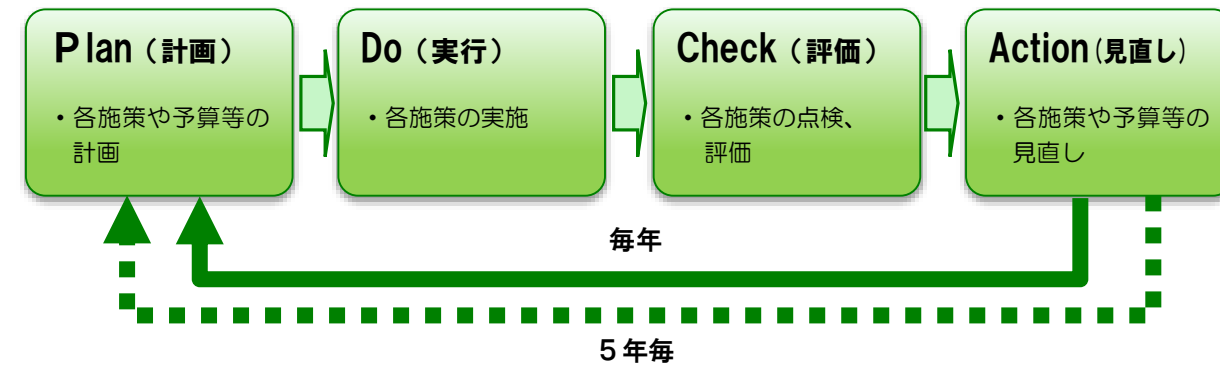 Plan（計画）
・各施策や予算等の
計画
Do（実行）
・各施策の実施
Check（評価）
・各施策の点検、
評価
Action(見直し)
・各施策や予算等の
見直し
毎年
５年毎